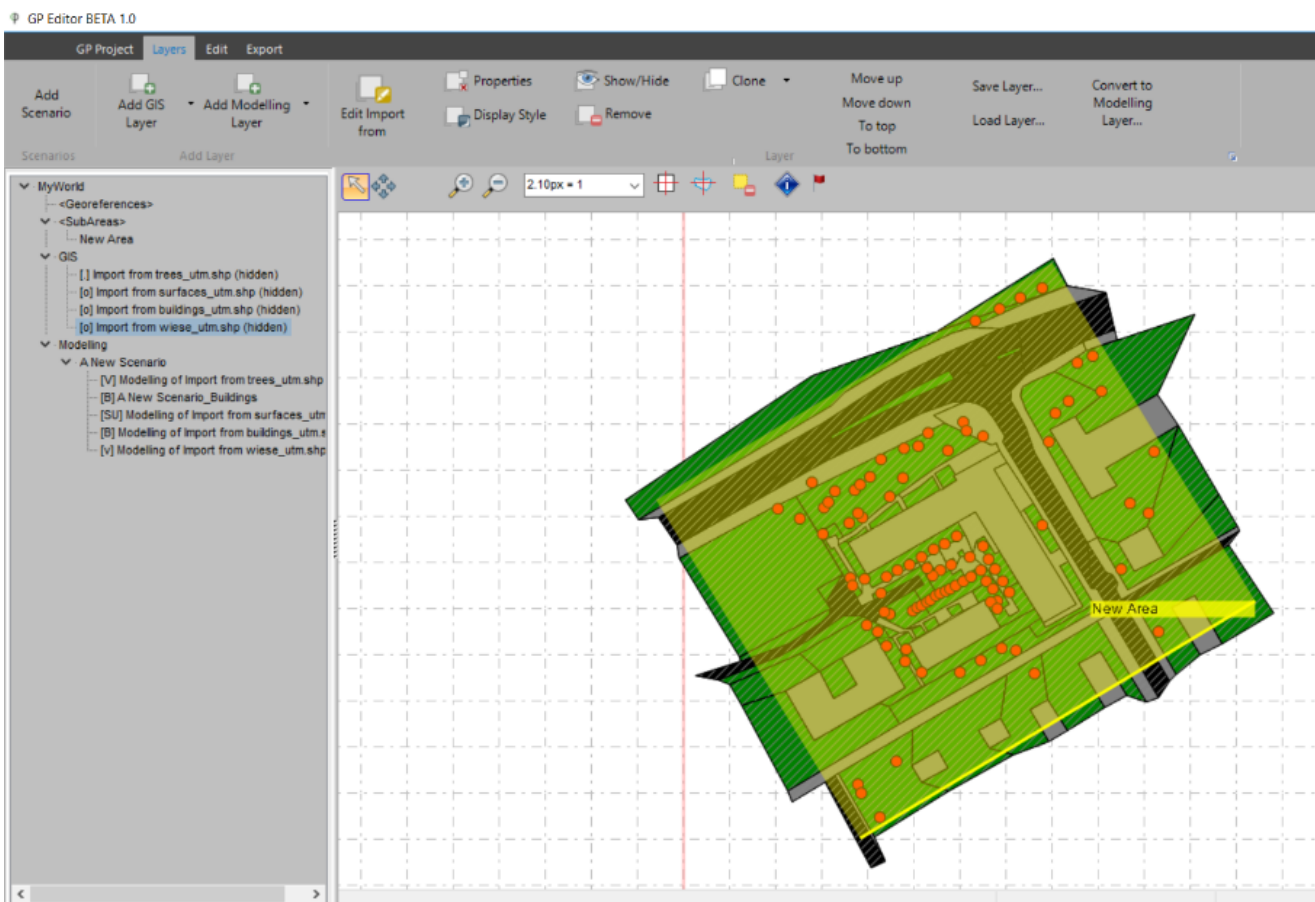 GP Editor BETA 1.0
GP Project Layers Edit Export
Add Scenario
Add GIS Layer
Add Modelling Layer
Edit Import from
Properties
Display Style
Show/Hide
Remove
Clone
Move up
Move down
To top
To bottom
Save Layer...
Load Layer...
Convert to Modelling Layer...
Scenarios
Add Layer
Layer
2.10px = 1
MyWorld
<Georeferences>
<SubAreas>
New Area
GIS
[.] Import from trees_utm.shp (hidden)
[o] Import from surfaces_utm.shp (hidden)
[o] Import from buildings_utm.shp (hidden)
[o] Import from wiese_utm.shp (hidden)
Modelling
A New Scenario
[V] Modelling of Import from trees_utm.shp
[B] A New Scenario_Buildings
[SU] Modelling of Import from surfaces_utm
[B] Modelling of Import from buildings_utm.s
[v] Modelling of Import from wiese_utm.shp
New Area